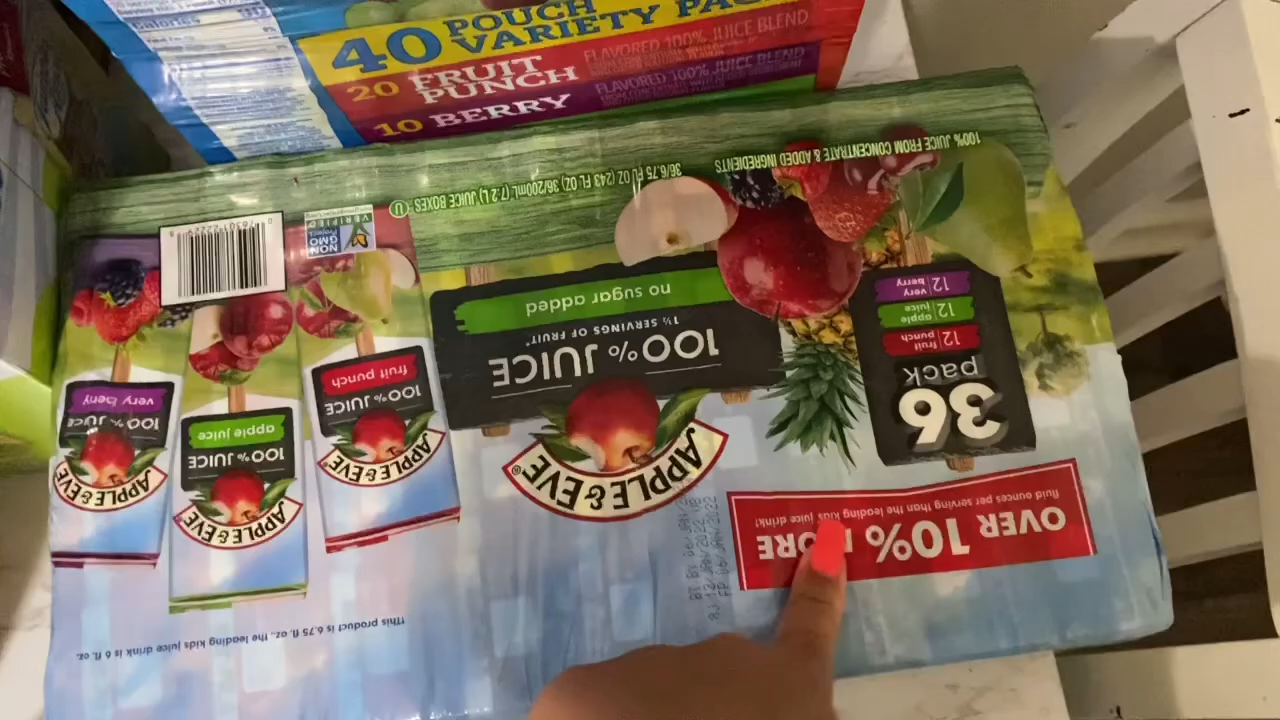 40 POUCH
VARIETY PACK
20 FRUIT PUNCH
FLAVORED 100% JUICE BLEND
10 BERRY
FLAVORED 100% JUICE BLEND
100% JUICE FROM CONCENTRATE & ADDED INGREDIENTS
36/6.75 FL OZ (243 FL OZ) 36/200mL (7.2 L) JUICE BOXES
U
NON
GMO
Project
VERIFIED
no sugar added
1½ SERVINGS OF FRUIT*
100% JUICE
APPLE & EVE®
36
PACK
12 fruit punch
12 apple juice
12 very berry
OVER 10% MORE
fluid ounces per serving than the leading kids juice drink†
fruit punch
100% JUICE
APPLE & EVE
apple juice
100% JUICE
APPLE & EVE
very berry
100% JUICE
APPLE & EVE
†This product is 6.75 fl. oz., the leading kids juice drink is 6 fl. oz.